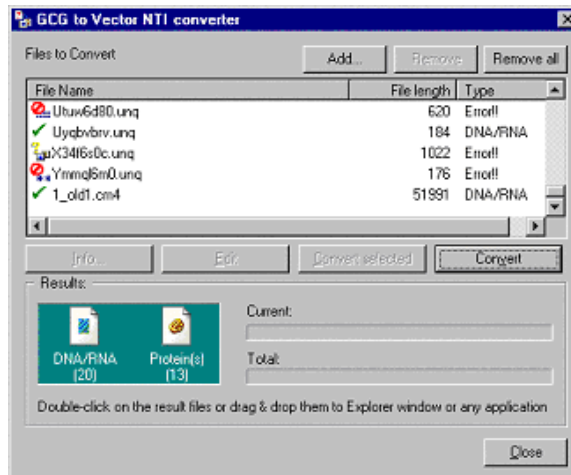 GCG to Vector NTI converter
Files to Convert
Add...
Remove
Remove all
File Name File length Type
Utuw6d80.unq 620 Error!!
Uyqbvbrv.unq 184 DNA/RNA
X34f6s0c.unq 1022 Error!!
Ymmql6m0.unq 176 Error!!
1_old1.cm4 51991 DNA/RNA
Info...
Edit
Convert selected
Convert
Results:
DNA/RNA
(20)
Protein(s)
(13)
Current:
Total:
Double-click on the result files or drag & drop them to Explorer window or any application
Close